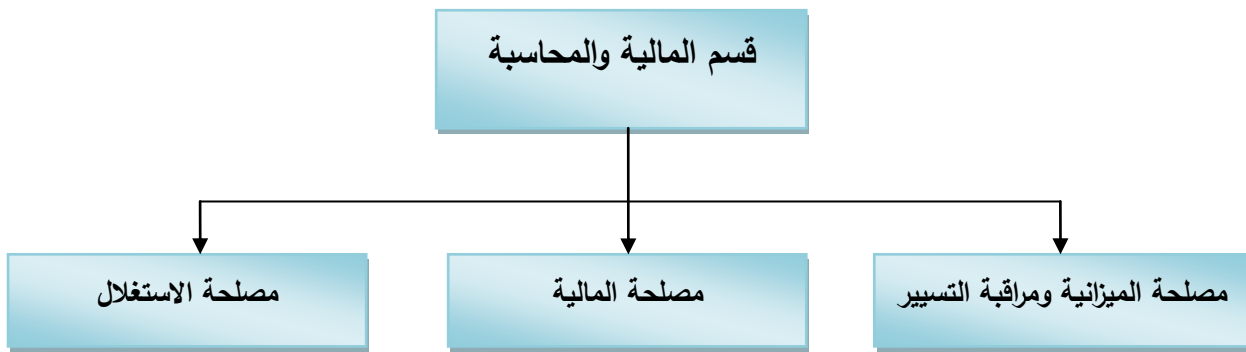 قسم المالية والمحاسبة
مصلحة الميزانية ومراقبة التسيير
مصلحة المالية
مصلحة الاستغلال